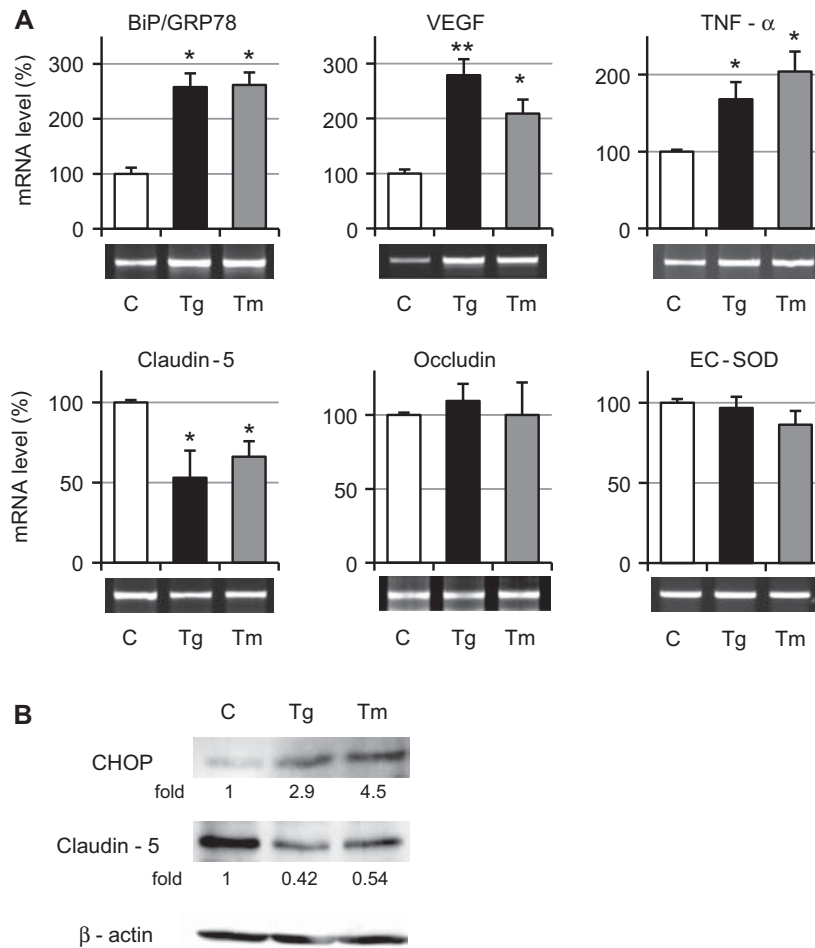 A
BiP/GRP78 VEGF TNF - α
mRNA level (%)
300
200
100
0
** 
* *
300
200
100
0
**
*
200
100
0
*
*
C Tg Tm C Tg Tm C Tg Tm
Claudin-5 Occludin EC-SOD
mRNA level (%)
100
50
0
* *
100
50
0
100
50
0
C Tg Tm C Tg Tm C Tg Tm
B
C Tg Tm
CHOP
fold 1 2.9 4.5
Claudin - 5
fold 1 0.42 0.54
β - actin